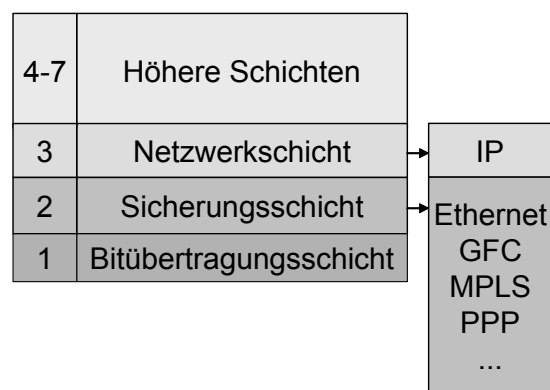 4-7 Höhere Schichten
3 Netzwerkschicht
IP
2 Sicherungsschicht
1 Bitübertragungsschicht
Ethernet
GFC
MPLS
PPP
...